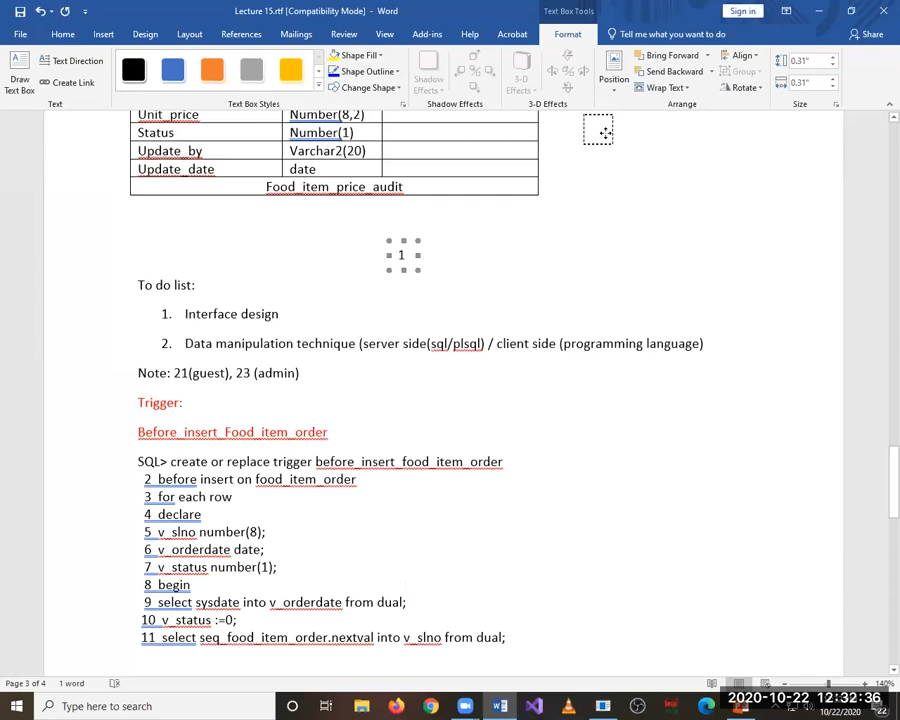 Lecture 15.rtf [Compatibility Mode] - Word
Text Box Tools
Sign in
File Home Insert Design Layout References Mailings Review View Add-ins Help Acrobat Format Tell me what you want to do Share
Draw Text Box
Text Direction
Create Link
Text
Shape Fill
Shape Outline
Change Shape
Text Box Styles
Shadow Effects
Shadow Effects
3-D Effects
3-D Effects
Position
Bring Forward
Send Backward
Wrap Text
Align
Group
Rotate
Arrange
0.31"
0.31"
Size
Unit_price Number(8,2)
Status Number(1)
Update_by Varchar2(20)
Update_date date
Food_item_price_audit
1
To do list:
1. Interface design
2. Data manipulation technique (server side(sql/plsql) / client side (programming language)
Note: 21(guest), 23 (admin)
Trigger:
Before_insert_Food_item_order
SQL> create or replace trigger before_insert_food_item_order
2 before insert on food_item_order
3 for each row
4 declare
5 v_slno number(8);
6 v_orderdate date;
7 v_status number(1);
8 begin
9 select sysdate into v_orderdate from dual;
10 v_status :=0;
11 select seq_food_item_order.nextval into v_slno from dual;
Page 3 of 4 1 word
140%
Type here to search
2020-10-22 12:32:36
10/22/2020